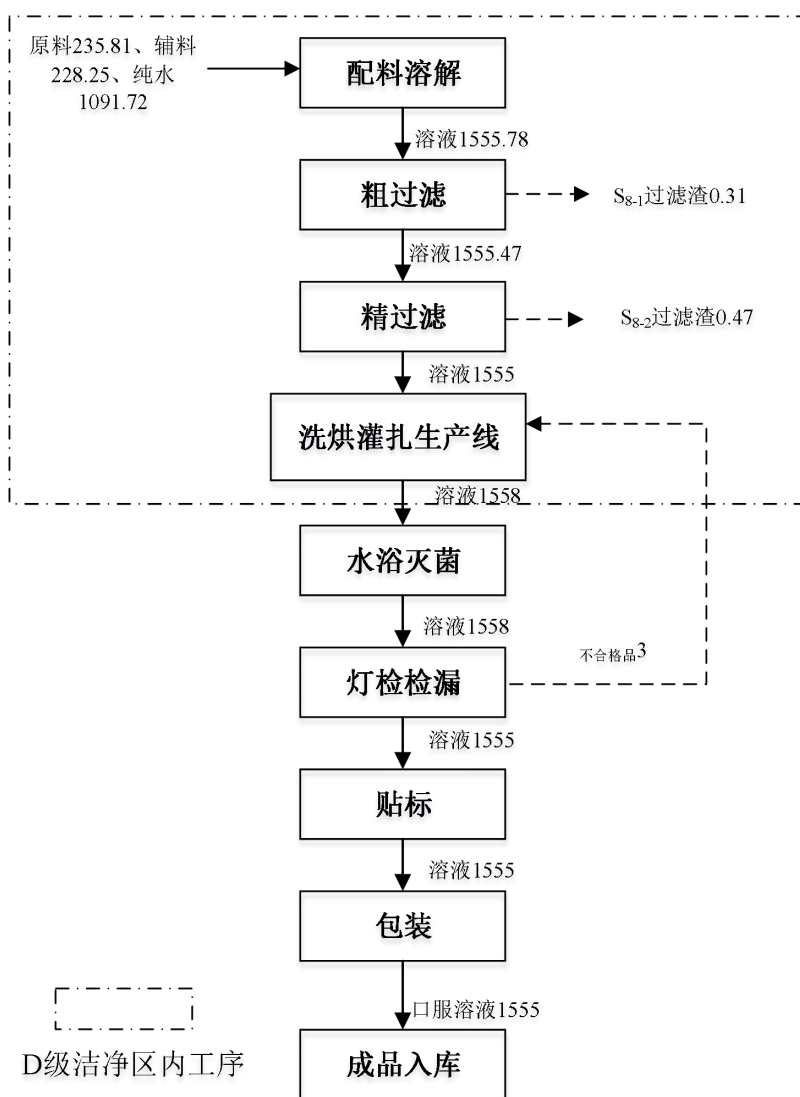 原料235.81、辅料
228.25、纯水
1091.72
配料溶解
溶液1555.78
粗过滤
S8-1过滤渣0.31
溶液1555.47
精过滤
S8-2过滤渣0.47
溶液1555
洗烘灌扎生产线
溶液1558
水浴灭菌
溶液1558
不合格品3
灯检检漏
溶液1555
贴标
溶液1555
包装
口服溶液1555
D级洁净区内工序
成品入库